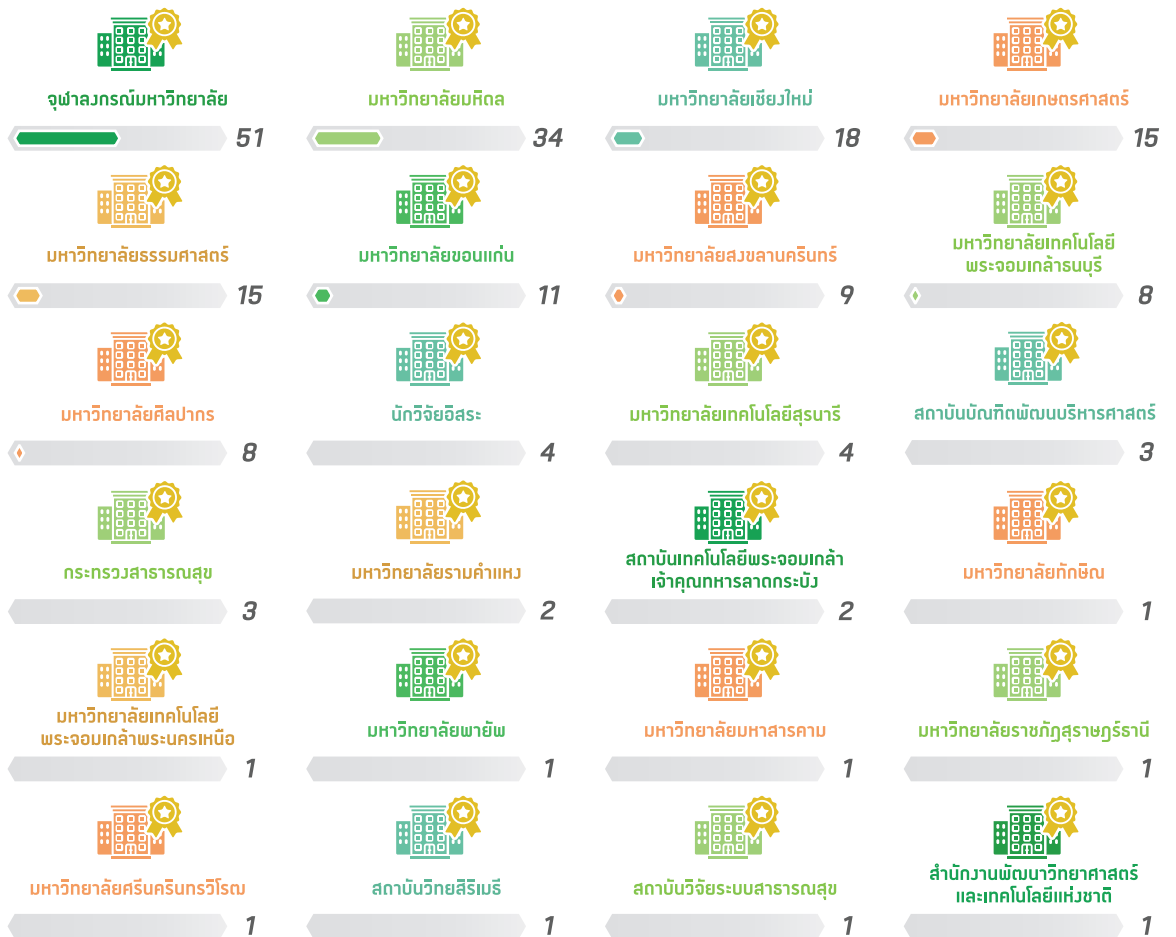 จุฬาลงกรณ์มหาวิทยาลัย
51
มหาวิทยาลัยมหิดล
34
มหาวิทยาลัยเชียงใหม่
18
มหาวิทยาลัยเกษตรศาสตร์
15
มหาวิทยาลัยธรรมศาสตร์
15
มหาวิทยาลัยขอนแก่น
11
มหาวิทยาลัยสงขลานครินทร์
9
มหาวิทยาลัยเทคโนโลยี
พระจอมเกล้าธนบุรี
8
มหาวิทยาลัยศิลปากร
8
นักวิจัยอิสระ
4
มหาวิทยาลัยเทคโนโลยีสุรนารี
4
สถาบันบัณฑิตพัฒนบริหารศาสตร์
3
กระทรวงสาธารณสุข
3
มหาวิทยาลัยรามคำแหง
2
สถาบันเทคโนโลยีพระจอมเกล้า
เจ้าคุณทหารลาดกระบัง
2
มหาวิทยาลัยทักษิณ
1
มหาวิทยาลัยเทคโนโลยี
พระจอมเกล้าพระนครเหนือ
1
มหาวิทยาลัยพายัพ
1
มหาวิทยาลัยมหาสารคาม
1
มหาวิทยาลัยราชภัฏสุราษฎร์ธานี
1
มหาวิทยาลัยศรีนครินทรวิโรฒ
1
สถาบันวิทยสิริเมธี
1
สถาบันวิจัยระบบสาธารณสุข
1
สำนักงานพัฒนาวิทยาศาสตร์
และเทคโนโลยีแห่งชาติ
1